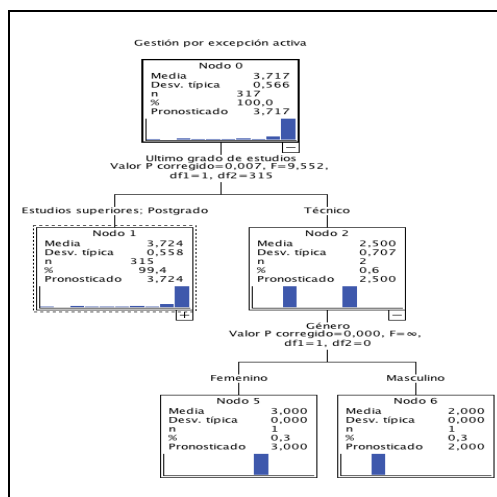 Gestión por excepción activa
Nodo 0
Media 3,717
Desv. típica 0,566
n 317
% 100,0
Pronosticado 3,717
Ultimo grado de estudios
Valor P corregido=0,007, F=9,552,
df1=1, df2=315
Estudios superiores; Postgrado
Técnico
Nodo 1
Media 3,724
Desv. típica 0,558
n 315
% 99,4
Pronosticado 3,724
Nodo 2
Media 2,500
Desv. típica 0,707
n 2
% 0,6
Pronosticado 2,500
Género
Valor P corregido=0,000, F=∞,
df1=1, df2=0
Femenino
Masculino
Nodo 5
Media 3,000
Desv. típica 0,000
n 1
% 0,3
Pronosticado 3,000
Nodo 6
Media 2,000
Desv. típica 0,000
n 1
% 0,3
Pronosticado 2,000